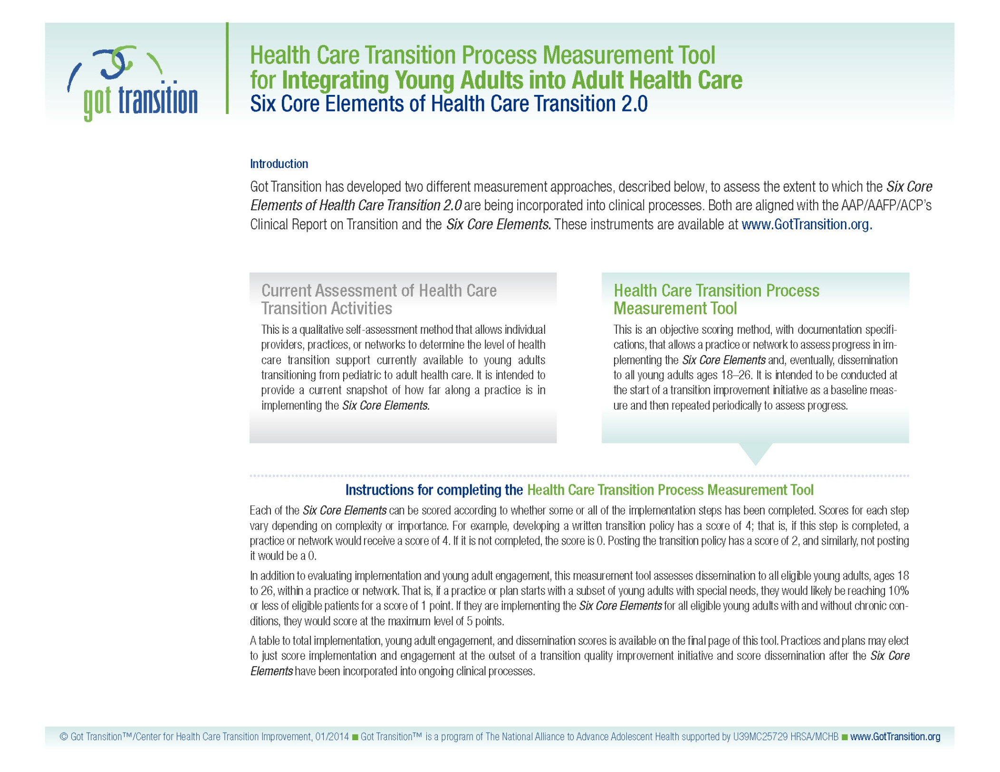 got transition
Health Care Transition Process Measurement Tool
for Integrating Young Adults into Adult Health Care
Six Core Elements of Health Care Transition 2.0
Introduction
Got Transition has developed two different measurement approaches, described below, to assess the extent to which the Six Core
Elements of Health Care Transition 2.0 are being incorporated into clinical processes. Both are aligned with the AAP/AAFP/ACP’s
Clinical Report on Transition and the Six Core Elements. These instruments are available at www.GotTransition.org.
Current Assessment of Health Care
Transition Activities
This is a qualitative self-assessment method that allows individual
providers, practices, or networks to determine the level of health
care transition support currently available to young adults
transitioning from pediatric to adult health care. It is intended to
provide a current snapshot of how far along a practice is in
implementing the Six Core Elements.
Health Care Transition Process
Measurement Tool
This is an objective scoring method, with documentation specifi-
cations, that allows a practice or network to assess progress in im-
plementing the Six Core Elements and, eventually, dissemination
to all young adults ages 18–26. It is intended to be conducted at
the start of a transition improvement initiative as a baseline meas-
ure and then repeated periodically to assess progress.
Instructions for completing the Health Care Transition Process Measurement Tool
Each of the Six Core Elements can be scored according to whether some or all of the implementation steps has been completed. Scores for each step
vary depending on complexity or importance. For example, developing a written transition policy has a score of 4; that is, if this step is completed, a
practice or network would receive a score of 4. If it is not completed, the score is 0. Posting the transition policy has a score of 2, and similarly, not posting
it would be a 0.
In addition to evaluating implementation and young adult engagement, this measurement tool assesses dissemination to all eligible young adults, ages 18
to 26, within a practice or network. That is, if a practice or plan starts with a subset of young adults with special needs, they would likely be reaching 10%
or less of eligible patients for a score of 1 point. If they are implementing the Six Core Elements for all eligible young adults with and without chronic con-
ditions, they would score at the maximum level of 5 points.
A table to total implementation, young adult engagement, and dissemination scores is available on the final page of this tool. Practices and plans may elect
to just score implementation and engagement at the outset of a transition quality improvement initiative and score dissemination after the Six Core
Elements have been incorporated into ongoing clinical processes.
© Got Transition™/Center for Health Care Transition Improvement, 01/2014 ■ Got Transition™ is a program of The National Alliance to Advance Adolescent Health supported by U39MC25729 HRSA/MCHB ■ www.GotTransition.org